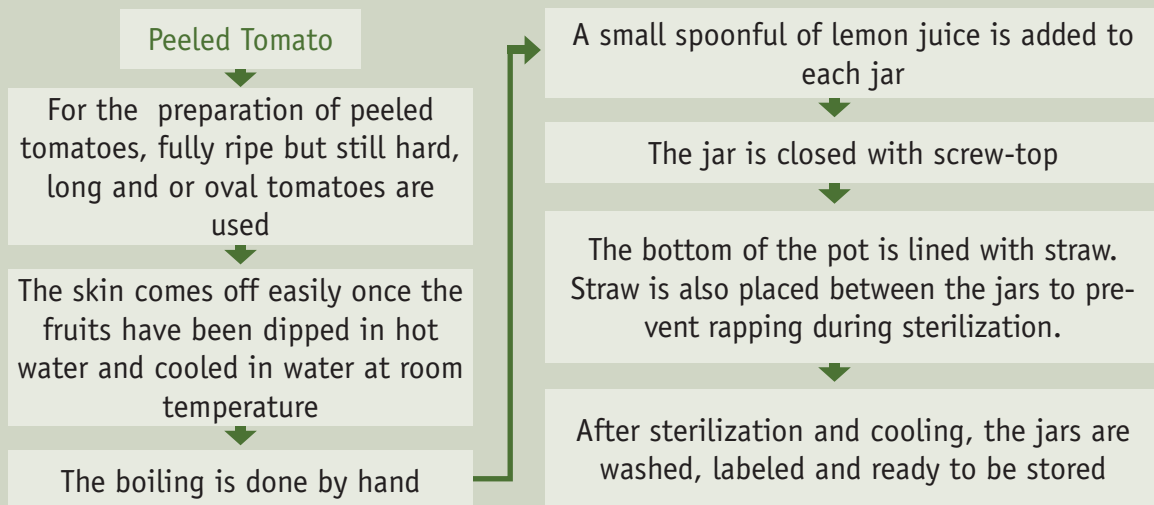 Peeled Tomato
For the preparation of peeled
tomatoes, fully ripe but still hard,
long and or oval tomatoes are
used
The skin comes off easily once the
fruits have been dipped in hot
water and cooled in water at room
temperature
The boiling is done by hand
A small spoonful of lemon juice is added to
each jar
The jar is closed with screw-top
The bottom of the pot is lined with straw.
Straw is also placed between the jars to pre-
vent rapping during sterilization.
After sterilization and cooling, the jars are
washed, labeled and ready to be stored